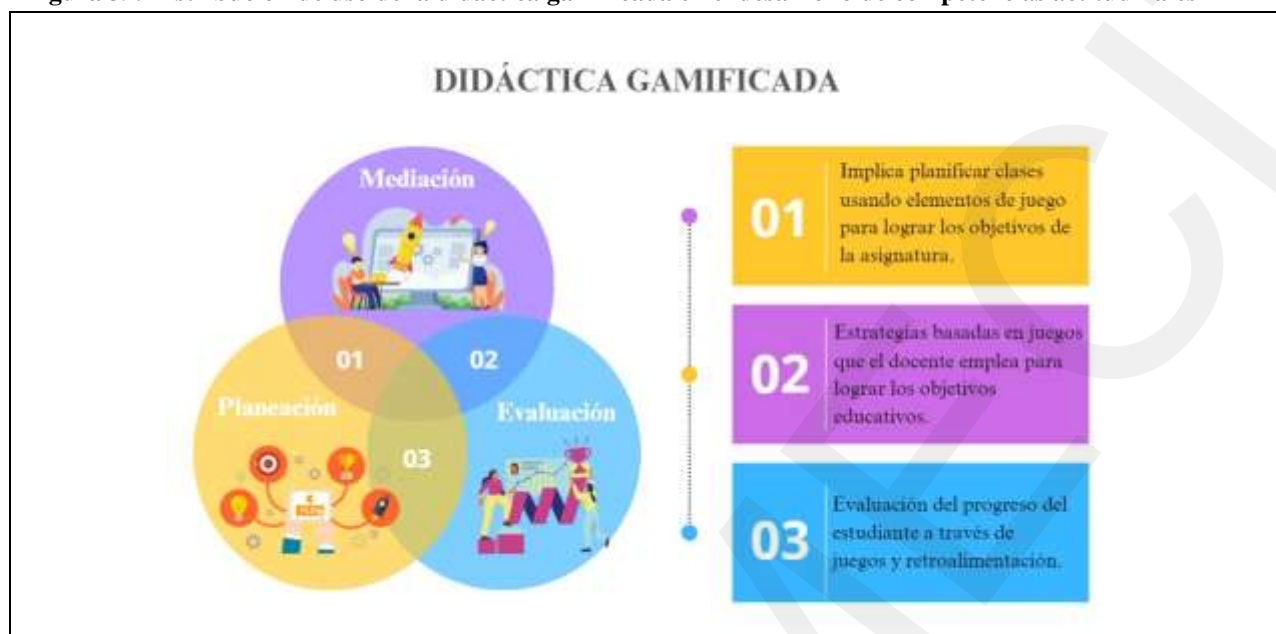 DIDÁCTICA GAMIFICADA
Mediación
01
02
Planeación
Evaluación
03
01
Implica planificar clases
usando elementos de juego
para lograr los objetivos de
la asignatura.
02
Estrategias basadas en juegos
que el docente emplea para
lograr los objetivos
educativos.
03
Evaluación del progreso del
estudiante a través de
juegos y retroalimentación.